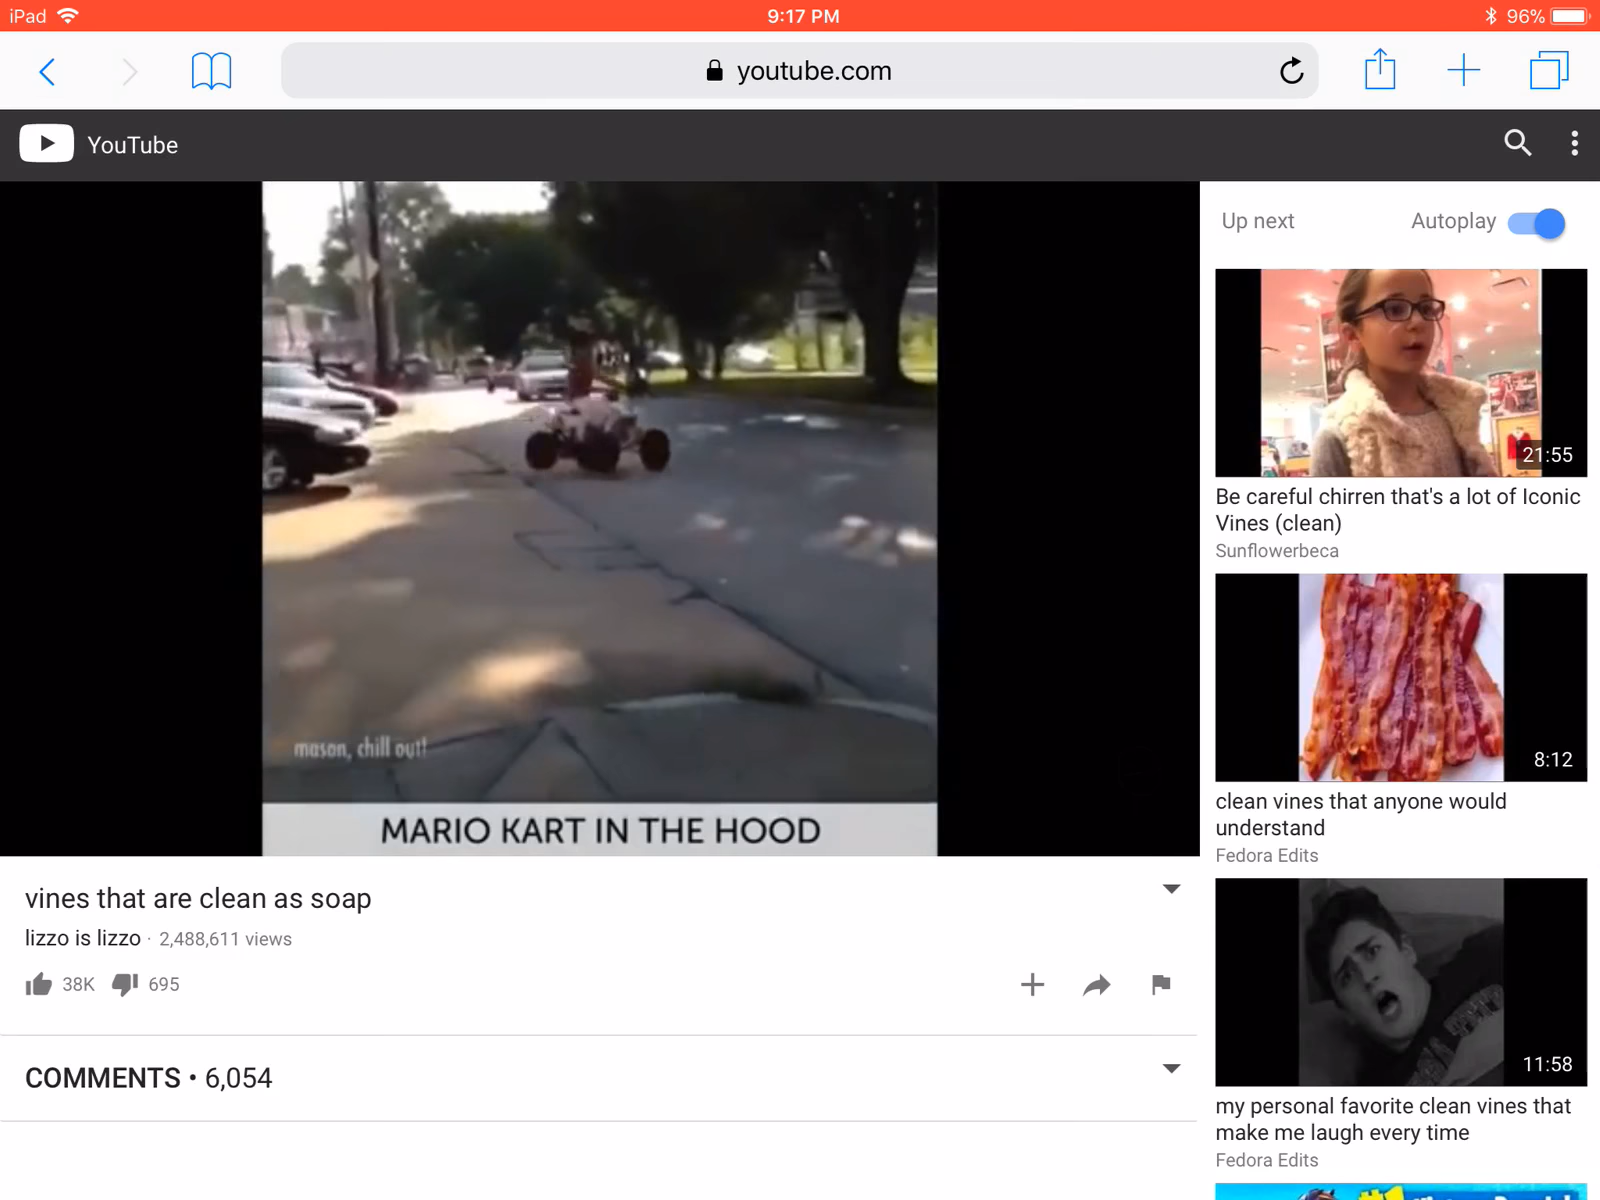 iPad
9:17 PM
96%
youtube.com
YouTube
mason, chill out!
MARIO KART IN THE HOOD
vines that are clean as soap
lizzo is lizzo · 2,488,611 views
38K
695
COMMENTS • 6,054
Up next
Autoplay
21:55
Be careful chirren that's a lot of Iconic
Vines (clean)
Sunflowerbeca
8:12
clean vines that anyone would
understand
Fedora Edits
11:58
my personal favorite clean vines that
make me laugh every time
Fedora Edits